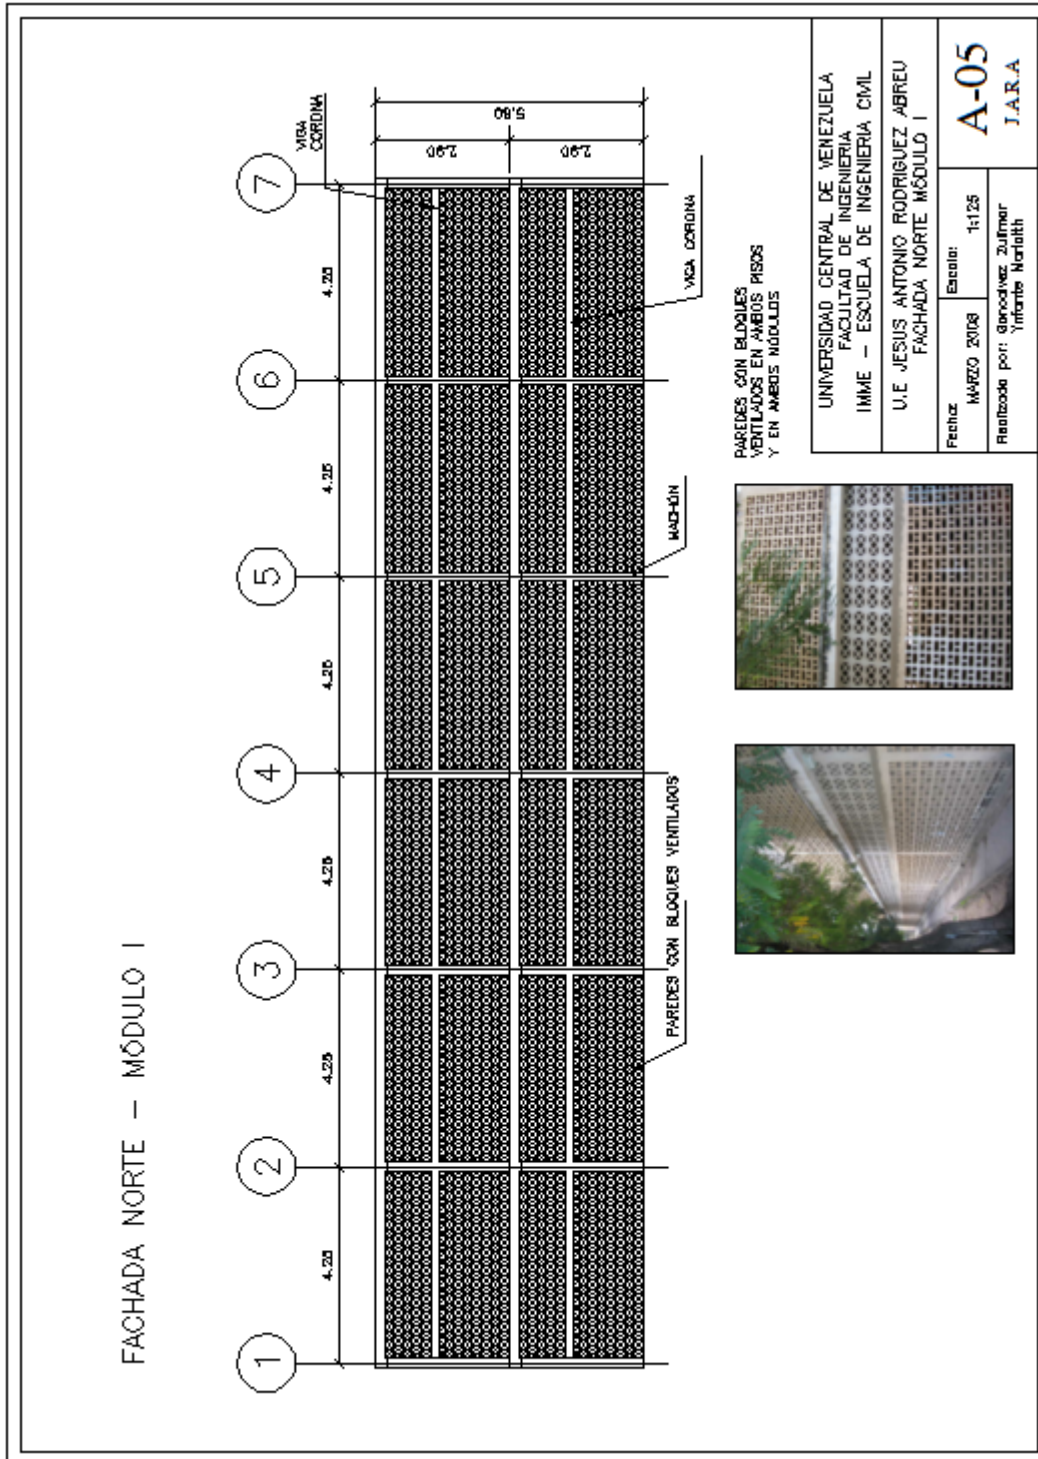 FACHADA NORTE - MÓDULO I
1
2
3
4
5
6
7
4.25
4.25
4.25
4.25
4.25
4.25
VIGA
CORONA
2.90
2.90
5.80
VIGA CORONA
MACHÓN
PAREDES CON BLOQUES VENTILADOS
PAREDES CON BLOQUES
VENTILADOS EN AMBOS PISOS
Y EN AMBOS MÓDULOS
UNIVERSIDAD CENTRAL DE VENEZUELA
FACULTAD DE INGENIERIA
IMME - ESCUELA DE INGENIERIA CIVIL
U.E JESUS ANTONIO RODRIGUEZ ABREU
FACHADA NORTE MÓDULO I
Fecha:
MARZO 2008
Escala:
1:125
Realizado por:
A-05
J.A.R.A